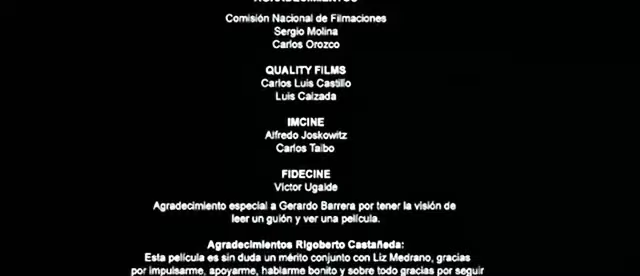 AGRADECIMIENTOS
Comisión Nacional de Filmaciones
Sergio Molina
Carlos Orozco
QUALITY FILMS
Carlos Luis Castillo
Luis Calzada
IMCINE
Alfredo Joskowitz
Carlos Taibo
FIDECINE
Víctor Ugalde
Agradecimiento especial a Gerardo Barrera por tener la visión de
leer un guión y ver una película.
Agradecimientos Rigoberto Castañeda:
Esta película es sin duda un mérito conjunto con Liz Medrano, gracias
por impulsarme, apoyarme, hablarme bonito y sobre todo gracias por seguir